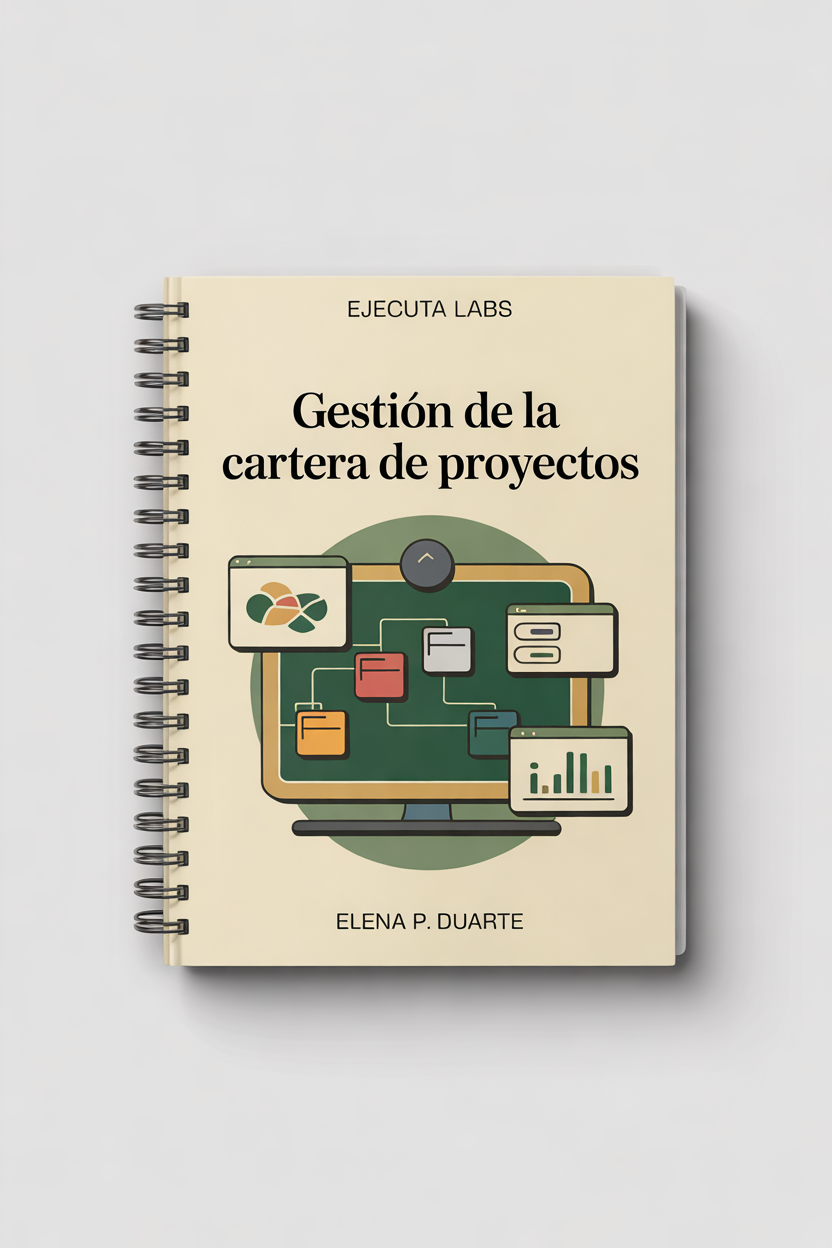 EJECUTA LABS
Gestión de la
cartera de proyectos
ELENA P. DUARTE